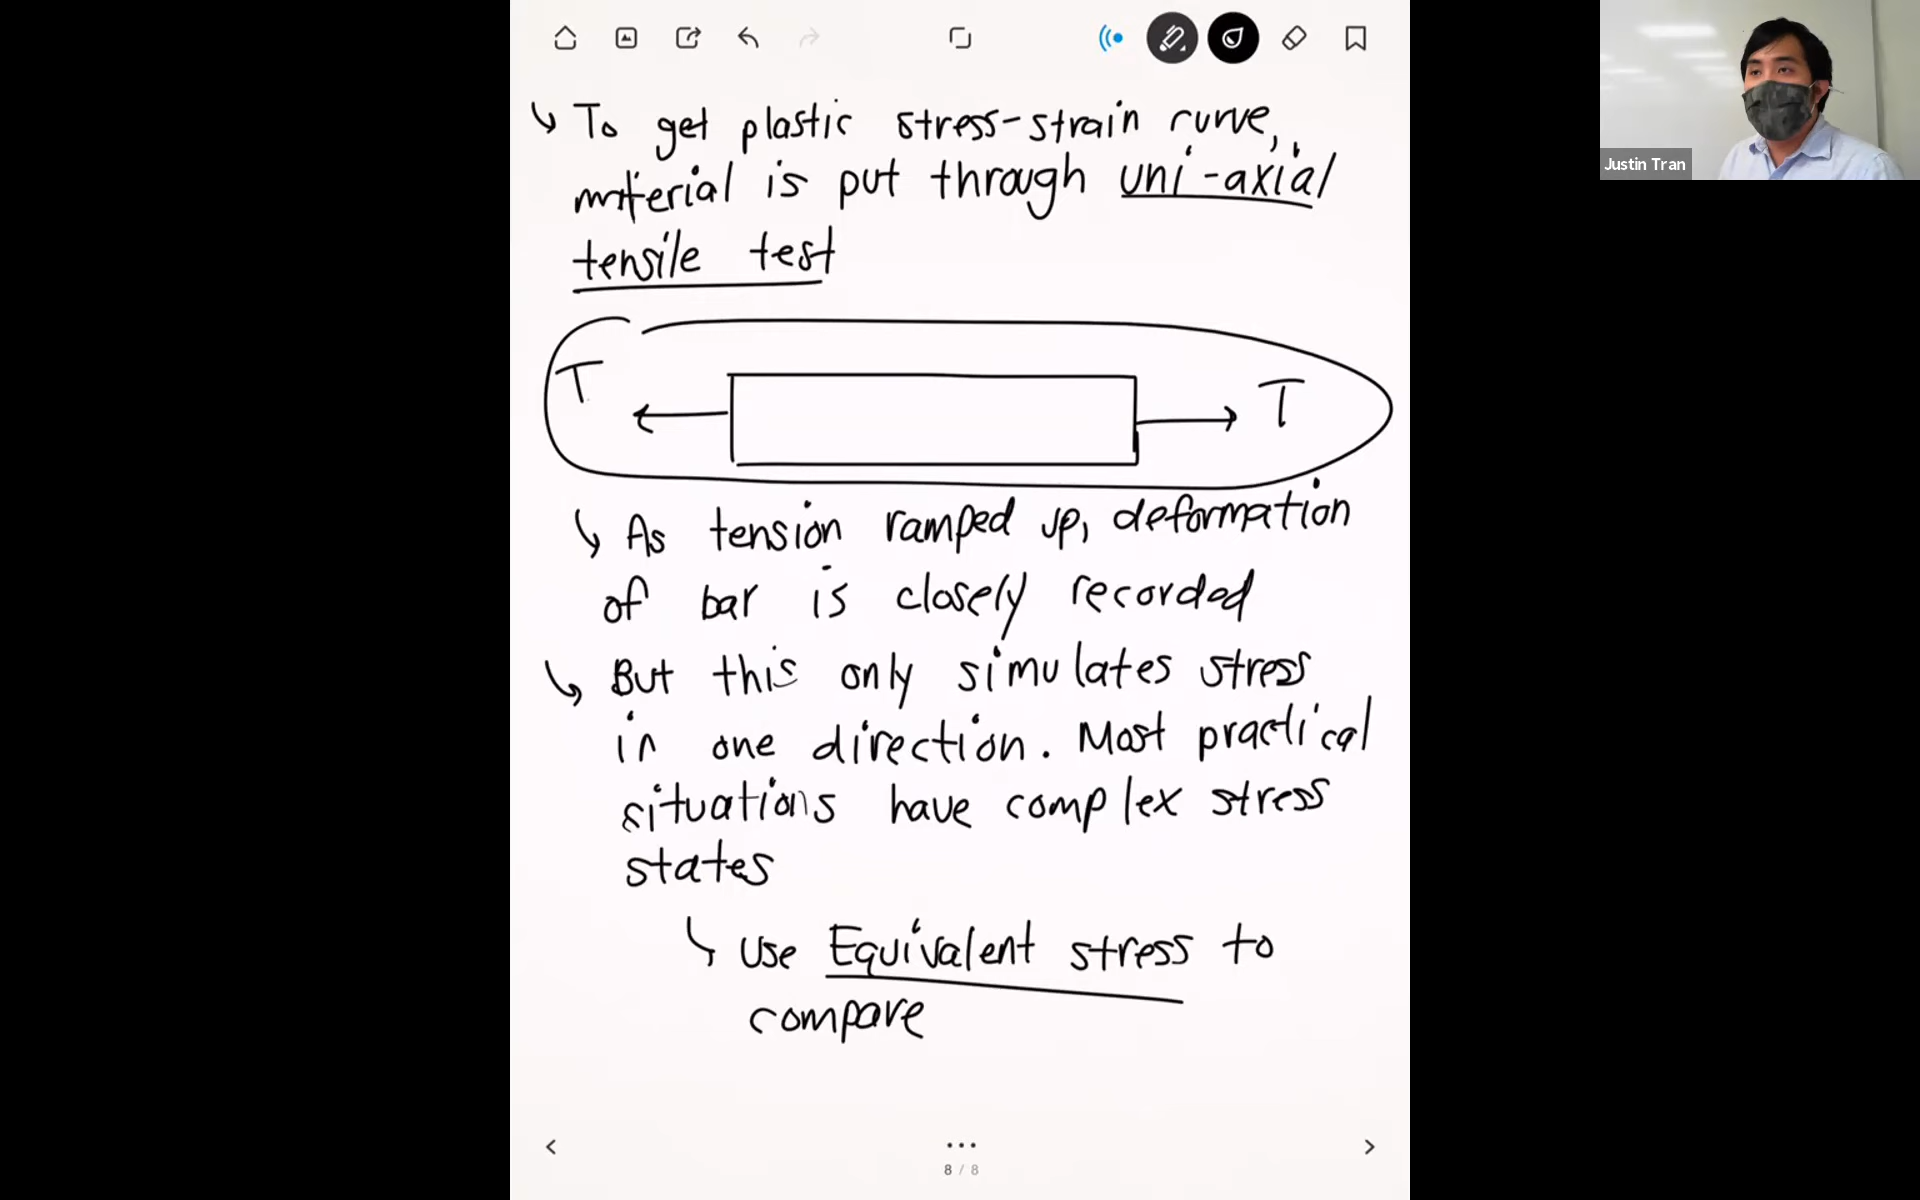 Justin Tran
↳ To get plastic stress-strain curve,
material is put through uni-axial
tensile test
T T
↳ As tension ramped up, deformation
of bar is closely recorded
↳ But this only simulates stress
in one direction. Most practical
situations have complex stress
states
↳ Use Equivalent stress to
compare
8 / 8